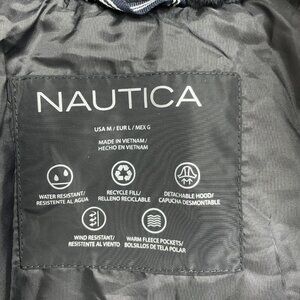 NAUTICA
USA M / EUR L / MEX G
MADE IN VIETNAM/
HECHO EN VIETNAM
WATER RESISTANT/
RESISTENTE AL AGUA
RECYCLE FILL/
RELLENO RECICLABLE
DETACHABLE HOOD/
CAPUCHA DESMONTABLE
WIND RESISTANT/
RESISTENTE AL VIENTO
WARM FLEECE POCKETS/
BOLSILLOS DE TELA POLAR